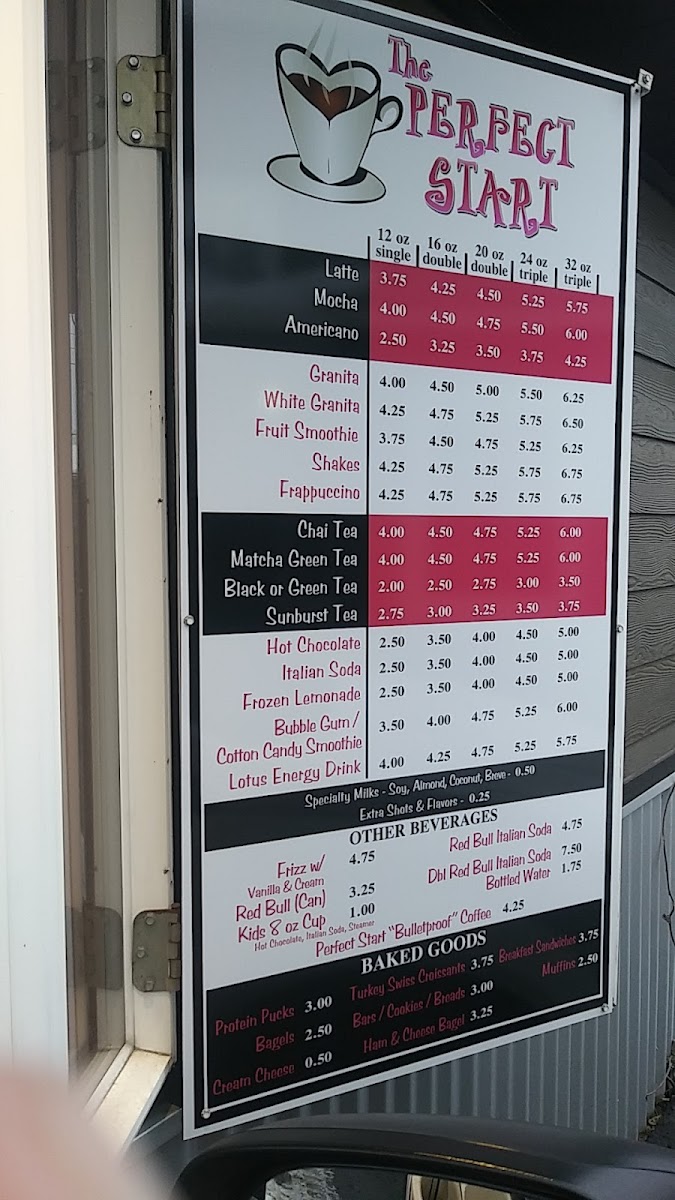 The
PERFECT
START
12 oz single 16 oz double 20 oz double 24 oz triple 32 oz triple
Latte 3.75 4.25 4.50 5.25 5.75
Mocha 4.00 4.50 4.75 5.50 6.00
Americano 2.50 3.25 3.50 3.75 4.25
Granita 4.00 4.50 5.00 5.50 6.25
White Granita 4.25 4.75 5.25 5.75 6.50
Fruit Smoothie 3.75 4.50 4.75 5.25 6.25
Shakes 4.25 4.75 5.25 5.75 6.75
Frappuccino 4.25 4.75 5.25 5.75 6.75
Chai Tea 4.00 4.50 4.75 5.25 6.00
Matcha Green Tea 4.00 4.50 4.75 5.25 6.00
Black or Green Tea 2.00 2.50 2.75 3.00 3.50
Sunburst Tea 2.75 3.00 3.25 3.50 3.75
Hot Chocolate 2.50 3.50 4.00 4.50 5.00
Italian Soda 2.50 3.50 4.00 4.50 5.00
Frozen Lemonade 2.50 3.50 4.00 4.50 5.00
Bubble Gum /
Cotton Candy Smoothie 3.50 4.00 4.75 5.25 6.00
Lotus Energy Drink 4.00 4.25 4.75 5.25 5.75
Specialty Milks - Soy, Almond, Coconut, Breve - 0.50
Extra Shots & Flavors - 0.25
OTHER BEVERAGES
Frizz w/ 4.75
Vanilla & Cream
Red Bull (Can) 3.25
Kids 8 oz Cup 1.00
Hot Chocolate, Italian Soda, Steamer
Red Bull Italian Soda 4.75
Dbl Red Bull Italian Soda 7.50
Bottled Water 1.75
Perfect Start "Bulletproof" Coffee 4.25
BAKED GOODS
Protein Pucks 3.00
Bagels 2.50
Cream Cheese 0.50
Turkey Swiss Croissants 3.75
Bars / Cookies / Breads 3.00
Ham & Cheese Bagel 3.25
Breakfast Sandwiches 3.75
Muffins 2.50